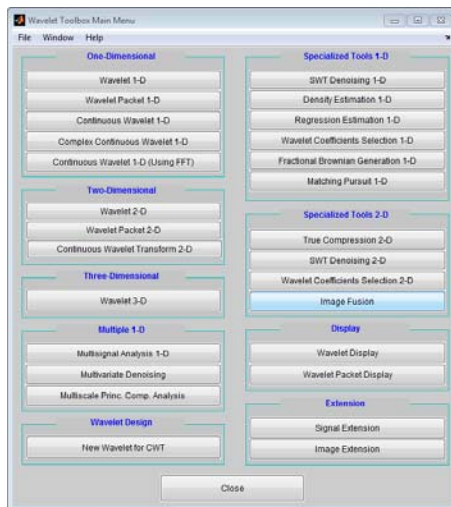 Wavelet Toolbox Main Menu
File Window Help
One-Dimensional
Wavelet 1-D
Wavelet Packet 1-D
Continuous Wavelet 1-D
Complex Continuous Wavelet 1-D
Continuous Wavelet 1-D (Using FFT)
Two-Dimensional
Wavelet 2-D
Wavelet Packet 2-D
Continuous Wavelet Transform 2-D
Three-Dimensional
Wavelet 3-D
Multiple 1-D
Multisignal Analysis 1-D
Multivariate Denoising
Multiscale Princ. Comp. Analysis
Wavelet Design
New Wavelet for CWT
Specialized Tools 1-D
SWT Denoising 1-D
Density Estimation 1-D
Regression Estimation 1-D
Wavelet Coefficients Selection 1-D
Fractional Brownian Generation 1-D
Matching Pursuit 1-D
Specialized Tools 2-D
True Compression 2-D
SWT Denoising 2-D
Wavelet Coefficients Selection 2-D
Image Fusion
Display
Wavelet Display
Wavelet Packet Display
Extension
Signal Extension
Image Extension
Close